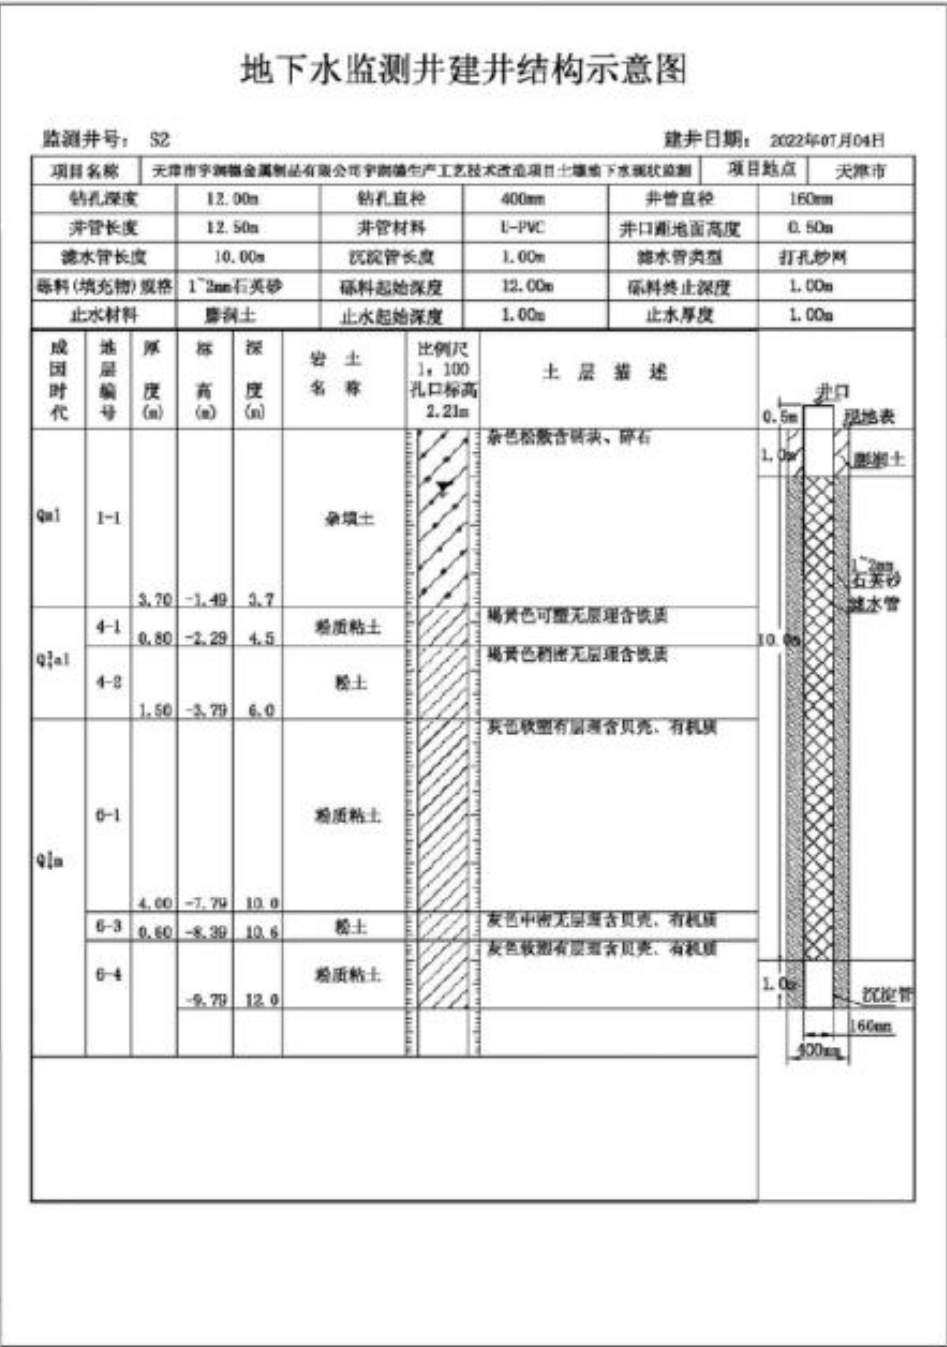 地下水监测井建井结构示意图
监测井号： S2 建井日期： 2022年07月04日
项目名称 天津市宇润德金属制品有限公司宇润德生产工艺技术改造项目土壤地下水现状监测 项目地点 天津市
钻孔深度 12.00m 钻孔直径 400mm 井管直径 160mm
井管长度 12.50m 井管材料 U-PVC 井口距地面高度 0.50m
滤水管长度 10.00m 沉淀管长度 1.00m 滤水管类型 打孔纱网
砾料(填充物)规格 1~2mm石英砂 砾料起始深度 12.00m 砾料终止深度 1.00m
止水材料 膨润土 止水起始深度 1.00m 止水厚度 1.00m
成因时代 地层编号 厚度(m) 标高(m) 深度(m) 岩土名称 比例尺 1：100 孔口标高 2.21m 土层描述
井口
0.5m 现地表
杂色松散含砖块、碎石
1.0m 膨润土
Qml 1-1 杂填土
3.70 -1.49 3.7
1~2mm
石英砂
滤水管
褐黄色可塑无层理含铁质
4-1 0.80 -2.29 4.5 粉质粘土
10.0m
褐黄色稍密无层理含铁质
4-2 粉土
1.50 -3.79 6.0
灰色软塑有层理含贝壳、有机质
6-1 粉质粘土
4.00 -7.79 10.0
灰色中密无层理含贝壳、有机质
6-3 0.60 -8.39 10.6 粉土
灰色软塑有层理含贝壳、有机质
6-4 粉质粘土
-9.79 12.0
1.0m 沉淀管
160mm
400mm